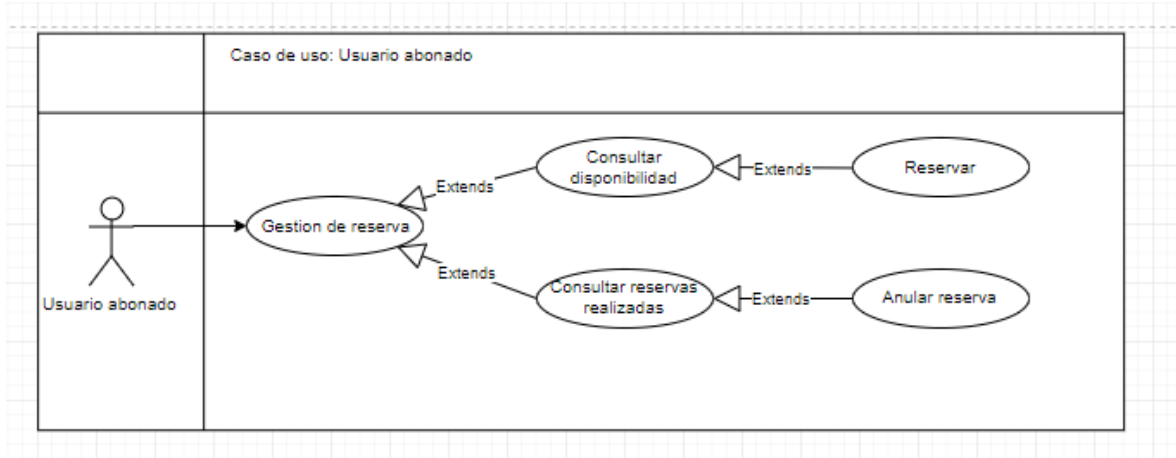 Caso de uso: Usuario abonado
Consultar
disponibilidad
Extends
Reservar
Extends
Gestion de reserva
Extends
Consultar reservas
realizadas
Extends
Anular reserva
Usuario abonado